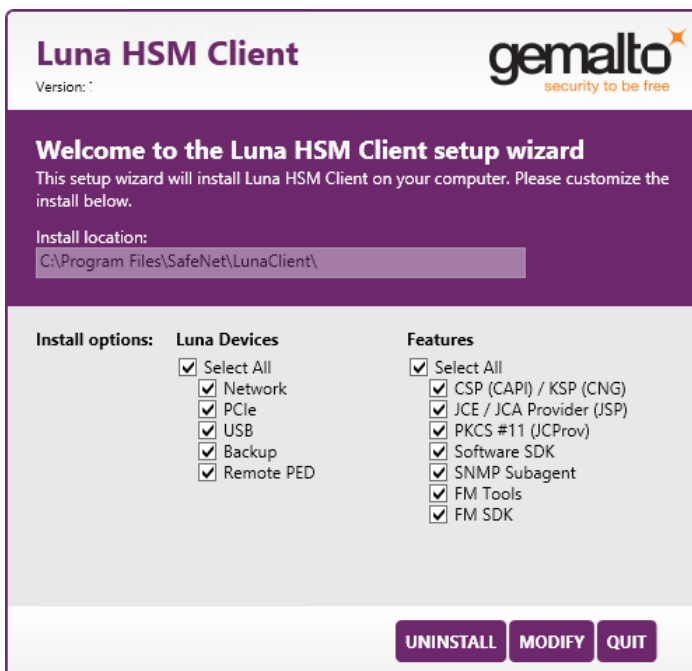 Luna HSM Client
Version:
gemalto
security to be free
Welcome to the Luna HSM Client setup wizard
This setup wizard will install Luna HSM Client on your computer. Please customize the
install below.
Install location:
C:\Program Files\SafeNet\LunaClient\
Install options:
Luna Devices
Select All
Network
PCIe
USB
Backup
Remote PED
Features
Select All
CSP (CAPI) / KSP (CNG)
JCE / JCA Provider (JSP)
PKCS #11 (JCProv)
Software SDK
SNMP Subagent
FM Tools
FM SDK
UNINSTALL
MODIFY
QUIT